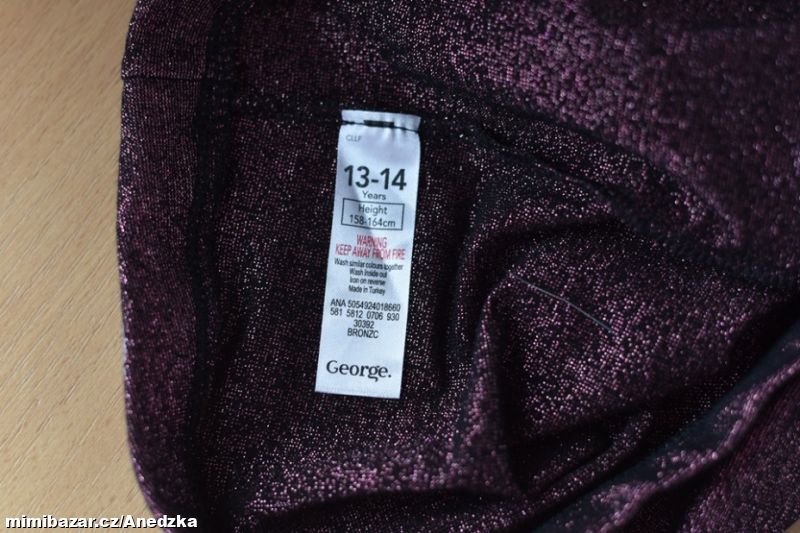 CLLF
13-14
Years
Height
158-164cm
WARNING
KEEP AWAY FROM FIRE
Wash similar colours together
Wash inside out
Iron on reverse
Made in Turkey
ANA 5054924018660
581 5812 0706 930
30392
BRONZC
George.
mimibazar.cz/Anedzka